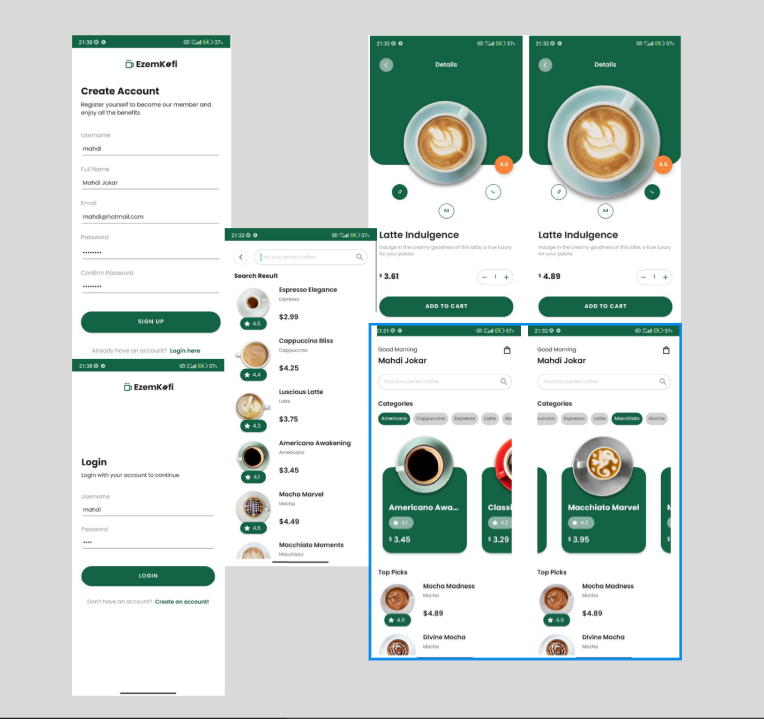 21:30
37%
EzemKofi
Create Account
Register yourself to become our member and
enjoy all the benefits
Username
mahdi
Full Name
Mahdi Jokar
Email
mahdi@hotmail.com
Password
Confirm Password
SIGN UP
Already have an account? Login here
21:30
37%
EzemKofi
Login
Login with your account to continue
Username
mahdi
Password
LOGIN
Don't have an account? Create an account!
21:32
37%
Find your perfect coffee
Search Result
Espresso Elegance
Espresso
4.5
$2.99
Cappuccino Bliss
Cappuccino
4.4
$4.25
Luscious Latte
Latte
4.3
$3.75
Americano Awakening
Americano
4.1
$3.45
Mocha Marvel
Mocha
4.6
$4.49
Macchiato Moments
Macchiato
21:32
37%
Details
4.6
M
Latte Indulgence
Indulge in the creamy goodness of this latte, a true luxury
for your palate.
$ 3.61
− 1 +
ADD TO CART
21:32
37%
Details
4.6
M
Latte Indulgence
Indulge in the creamy goodness of this latte, a true luxury
for your palate.
$ 4.89
− 1 +
ADD TO CART
21:31
37%
Good Morning
Mahdi Jokar
Find your perfect coffee
Categories
Americano Cappuccino Espresso Latte Ma
Americano Awa... Classi
4.1 4.2
$ 3.45 $ 3.29
Top Picks
Mocha Madness
Mocha
4.9
$4.89
Divine Mocha
Mocha
21:32
37%
Good Morning
Mahdi Jokar
Find your perfect coffee
Categories
uccino Espresso Latte Macchiato Mocha
Macchiato Marvel M
4.3
$ 3.95 $
Top Picks
Mocha Madness
Mocha
4.9
$4.89
Divine Mocha
Mocha